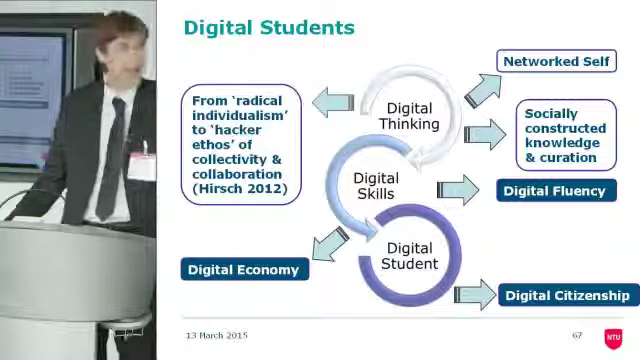 Digital Students
Networked Self
From ‘radical
individualism’
to ‘hacker
ethos’ of
collectivity &
collaboration
(Hirsch 2012)
Digital
Thinking
Socially
constructed
knowledge
& curation
Digital
Skills
Digital Fluency
Digital
Student
Digital Economy
Digital Citizenship
13 March 2015
67
NTU